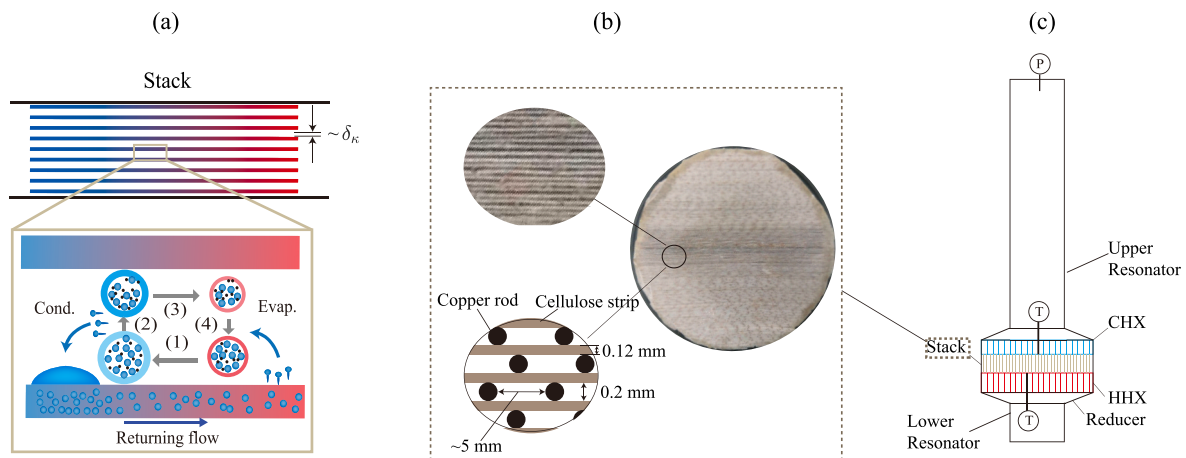 (a)
Stack
~δκ
Cond.
Evap.
(1)
(2)
(3)
(4)
Returning flow
(b)
Copper rod
Cellulose strip
0.12 mm
0.2 mm
~5 mm
(c)
P
Upper
Resonator
T
CHX
Stack
HHX
Reducer
Lower
Resonator
T